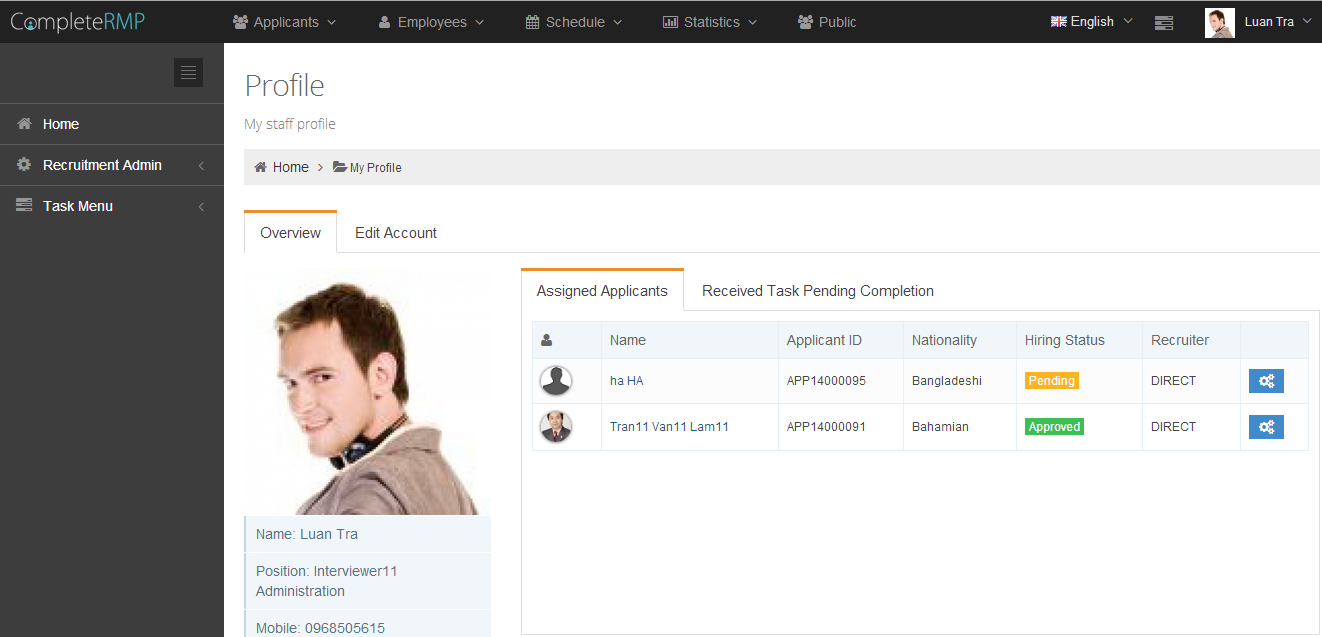 CompleteRMP
Applicants Employees Schedule Statistics Public English Luan Tra
Home
Recruitment Admin
Task Menu
Profile
My staff profile
Home My Profile
Overview Edit Account
Assigned Applicants Received Task Pending Completion
Name Applicant ID Nationality Hiring Status Recruiter
ha HA APP14000095 Bangladeshi Pending DIRECT
Tran11 Van11 Lam11 APP14000091 Bahamian Approved DIRECT
Name: Luan Tra
Position: Interviewer11
Administration
Mobile: 0968505615